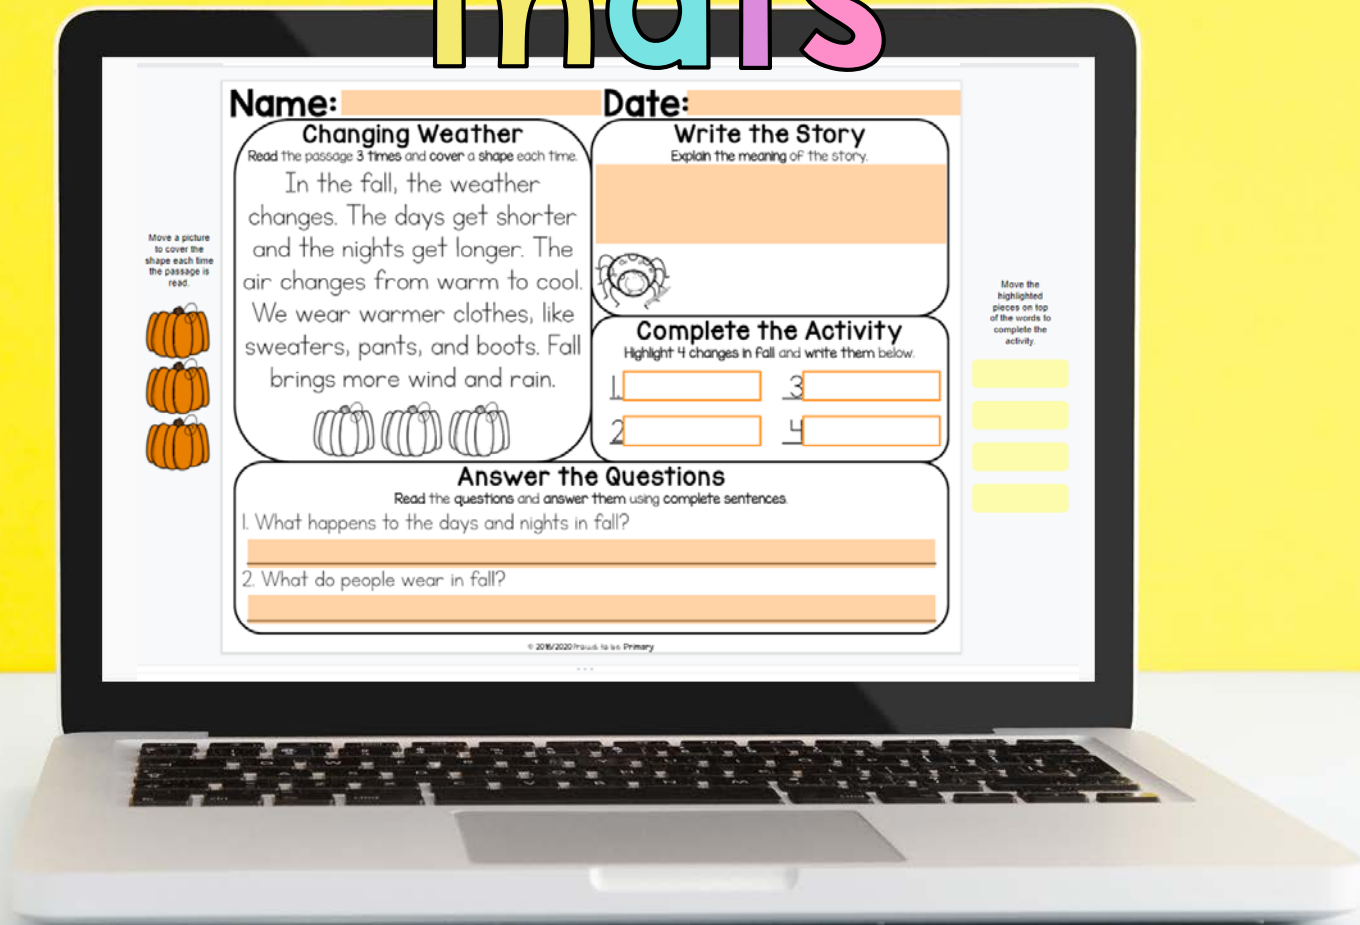 Name:
Date:
Changing Weather
Read the passage 3 times and cover a shape each time.
In the fall, the weather
changes. The days get shorter
and the nights get longer. The
air changes from warm to cool.
We wear warmer clothes, like
sweaters, pants, and boots. Fall
brings more wind and rain.
Write the Story
Explain the meaning of the story.
Complete the Activity
Highlight 4 changes in fall and write them below.
1.
2
3
4
Answer the Questions
Read the questions and answer them using complete sentences.
1. What happens to the days and nights in fall?
2. What do people wear in fall?
© 2016/2020 Proud to be Primary
Move a picture
to cover the
shape each time
the passage is
read.
Move the
highlighted
pieces on top
of the words to
complete the
activity.